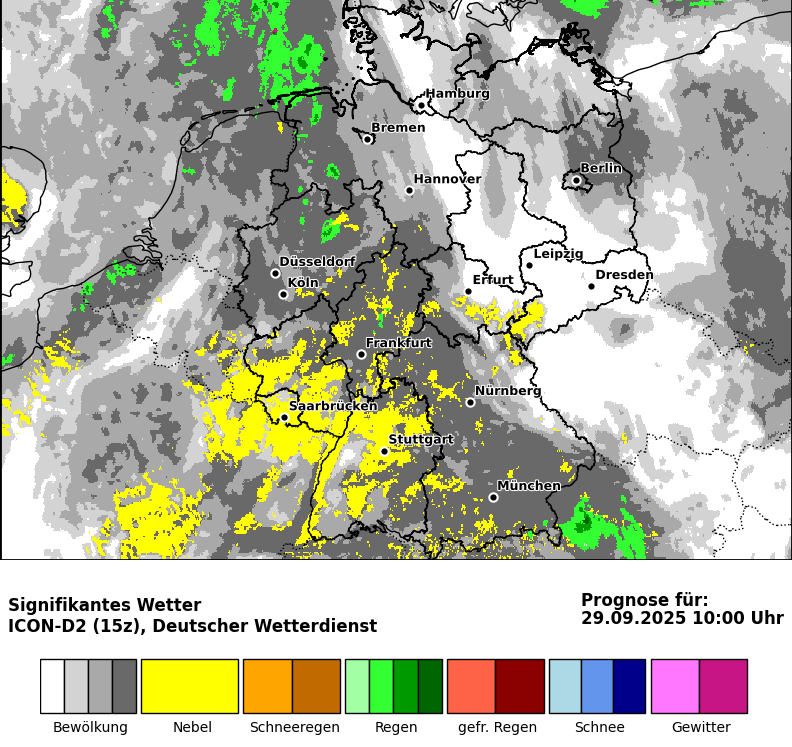 Hamburg
Bremen
Berlin
Hannover
Leipzig
Düsseldorf
Dresden
Erfurt
Köln
Frankfurt
Nürnberg
Saarbrücken
Stuttgart
München
Signifikantes Wetter
ICON-D2 (15z), Deutscher Wetterdienst
Prognose für:
29.09.2025 10:00 Uhr
Bewölkung
Nebel
Schneeregen
Regen
gefr. Regen
Schnee
Gewitter